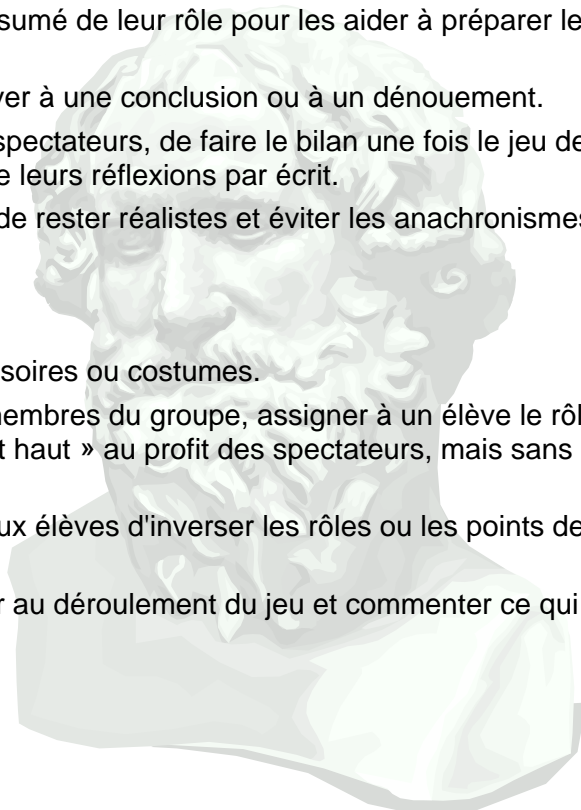 sumé de leur rôle pour les aider à préparer le
er à une conclusion ou à un dénouement.
spectateurs, de faire le bilan une fois le jeu de
e leurs réflexions par écrit.
de rester réalistes et éviter les anachronismes
soires ou costumes.
membres du groupe, assigner à un élève le rôl
t haut » au profit des spectateurs, mais sans
ux élèves d'inverser les rôles ou les points de
r au déroulement du jeu et commenter ce qui